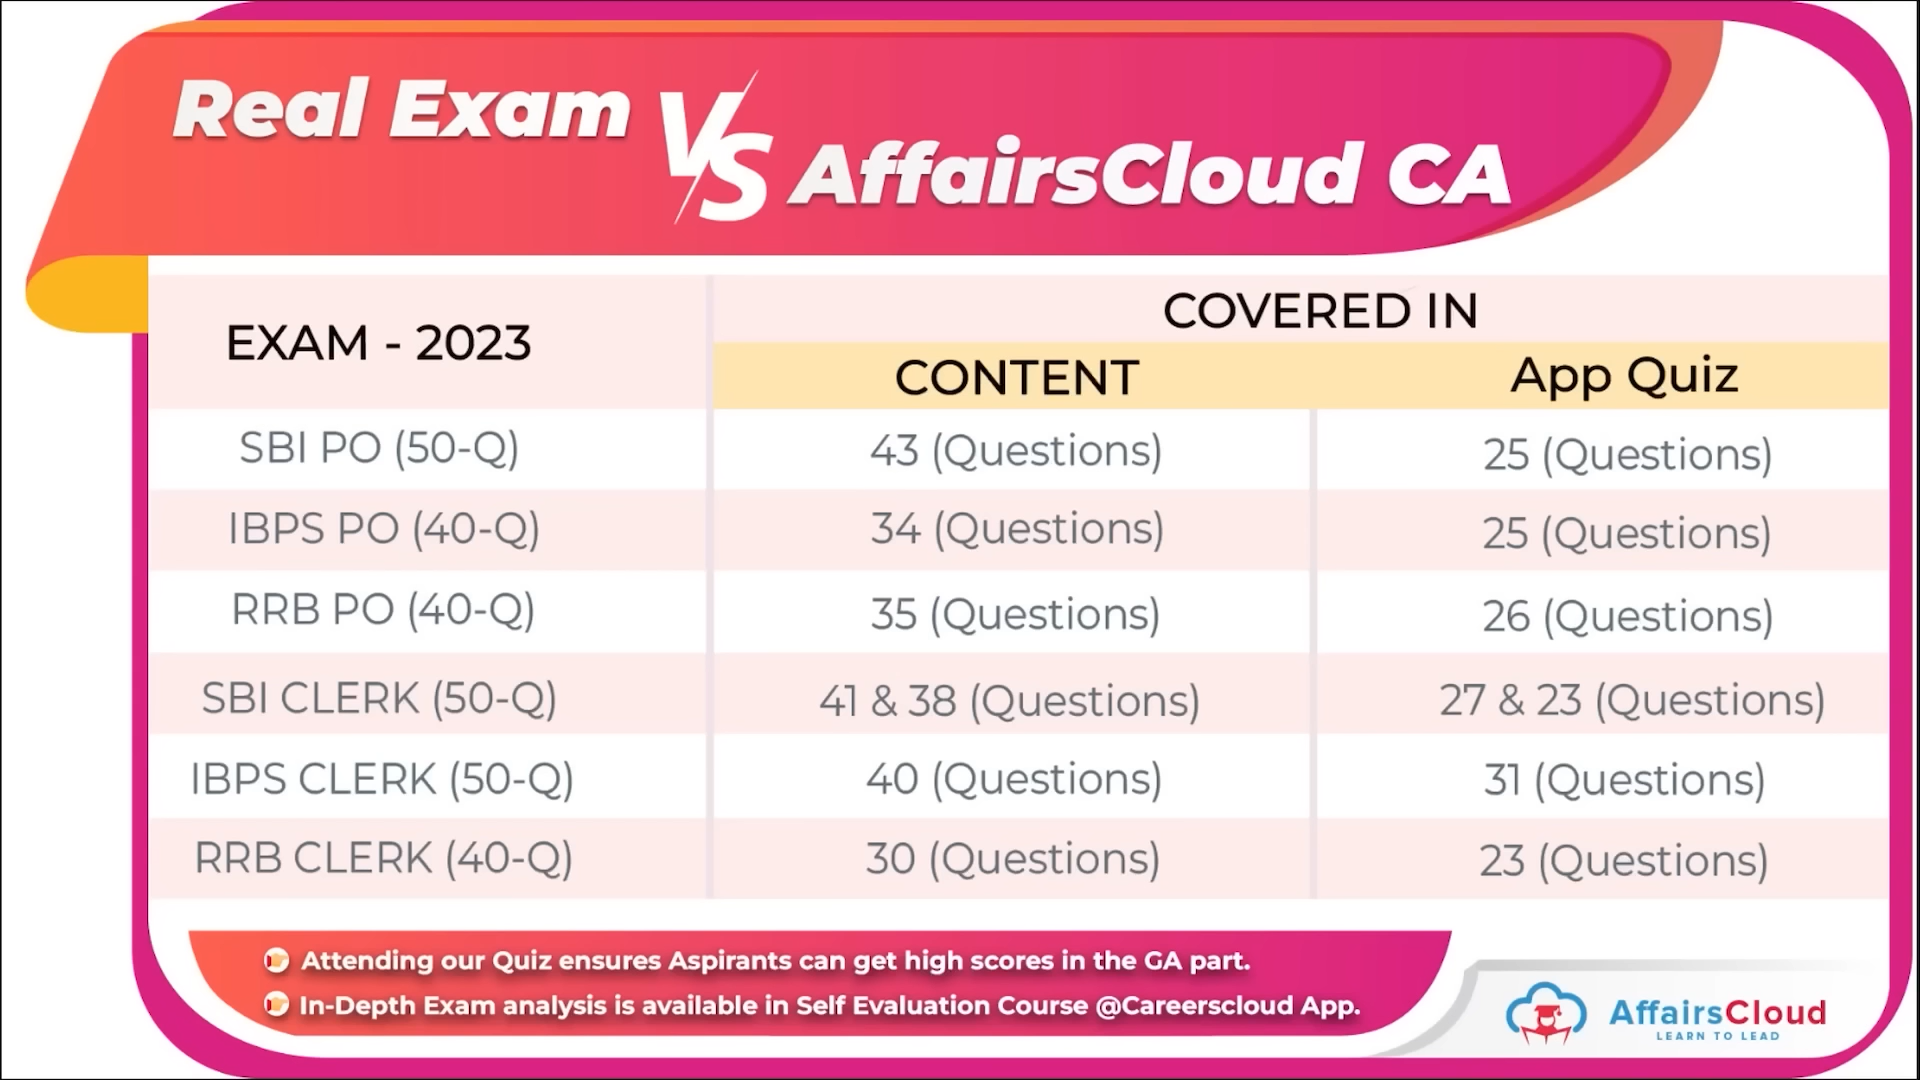 Real Exam VS AffairsCloud CA
EXAM - 2023
COVERED IN
CONTENT
App Quiz
SBI PO (50-Q)
43 (Questions)
25 (Questions)
IBPS PO (40-Q)
34 (Questions)
25 (Questions)
RRB PO (40-Q)
35 (Questions)
26 (Questions)
SBI CLERK (50-Q)
41 & 38 (Questions)
27 & 23 (Questions)
IBPS CLERK (50-Q)
40 (Questions)
31 (Questions)
RRB CLERK (40-Q)
30 (Questions)
23 (Questions)
Attending our Quiz ensures Aspirants can get high scores in the GA part.
In-Depth Exam analysis is available in Self Evaluation Course @Careerscloud App.
AffairsCloud
LEARN TO LEAD